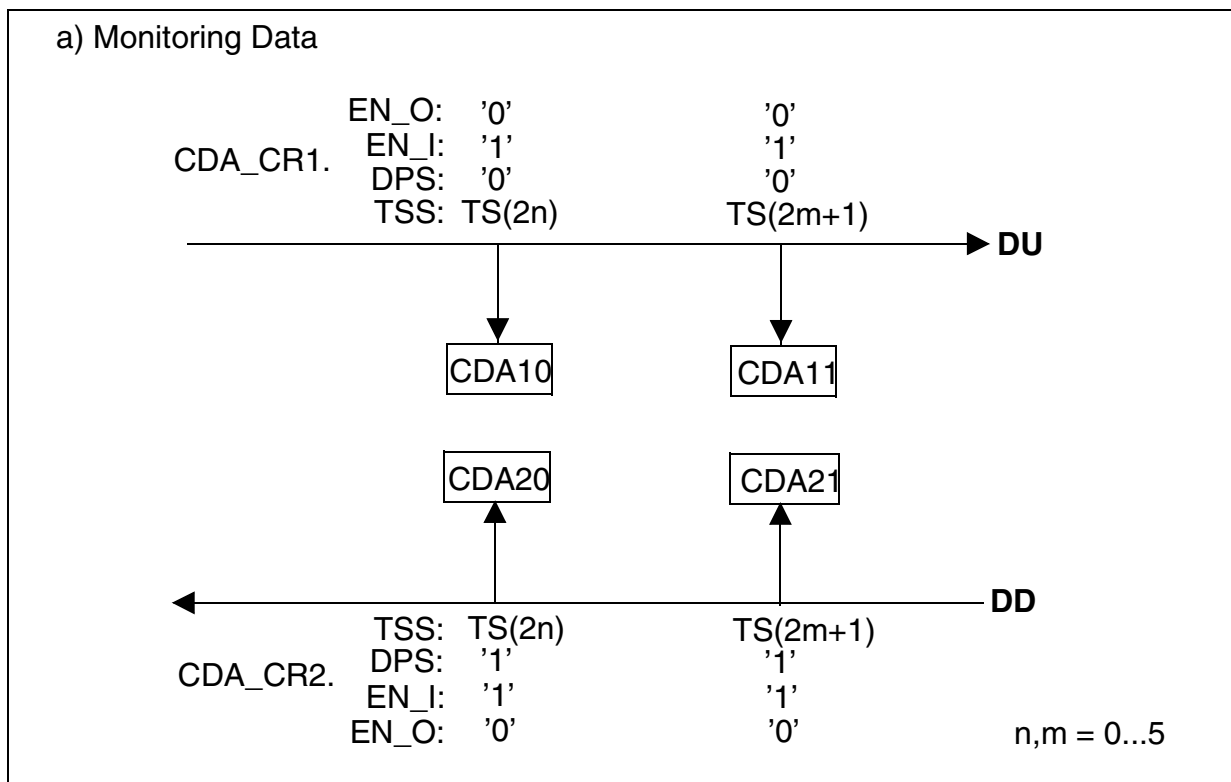 a) Monitoring Data
EN_O: '0' '0'
EN_I: '1' '1'
CDA_CR1.
DPS: '0' '0'
TSS: TS(2n) TS(2m+1)
DU
CDA10 CDA11
CDA20 CDA21
DD
TSS: TS(2n) TS(2m+1)
DPS: '1' '1'
CDA_CR2.
EN_I: '1' '1'
EN_O: '0' '0' n,m = 0...5